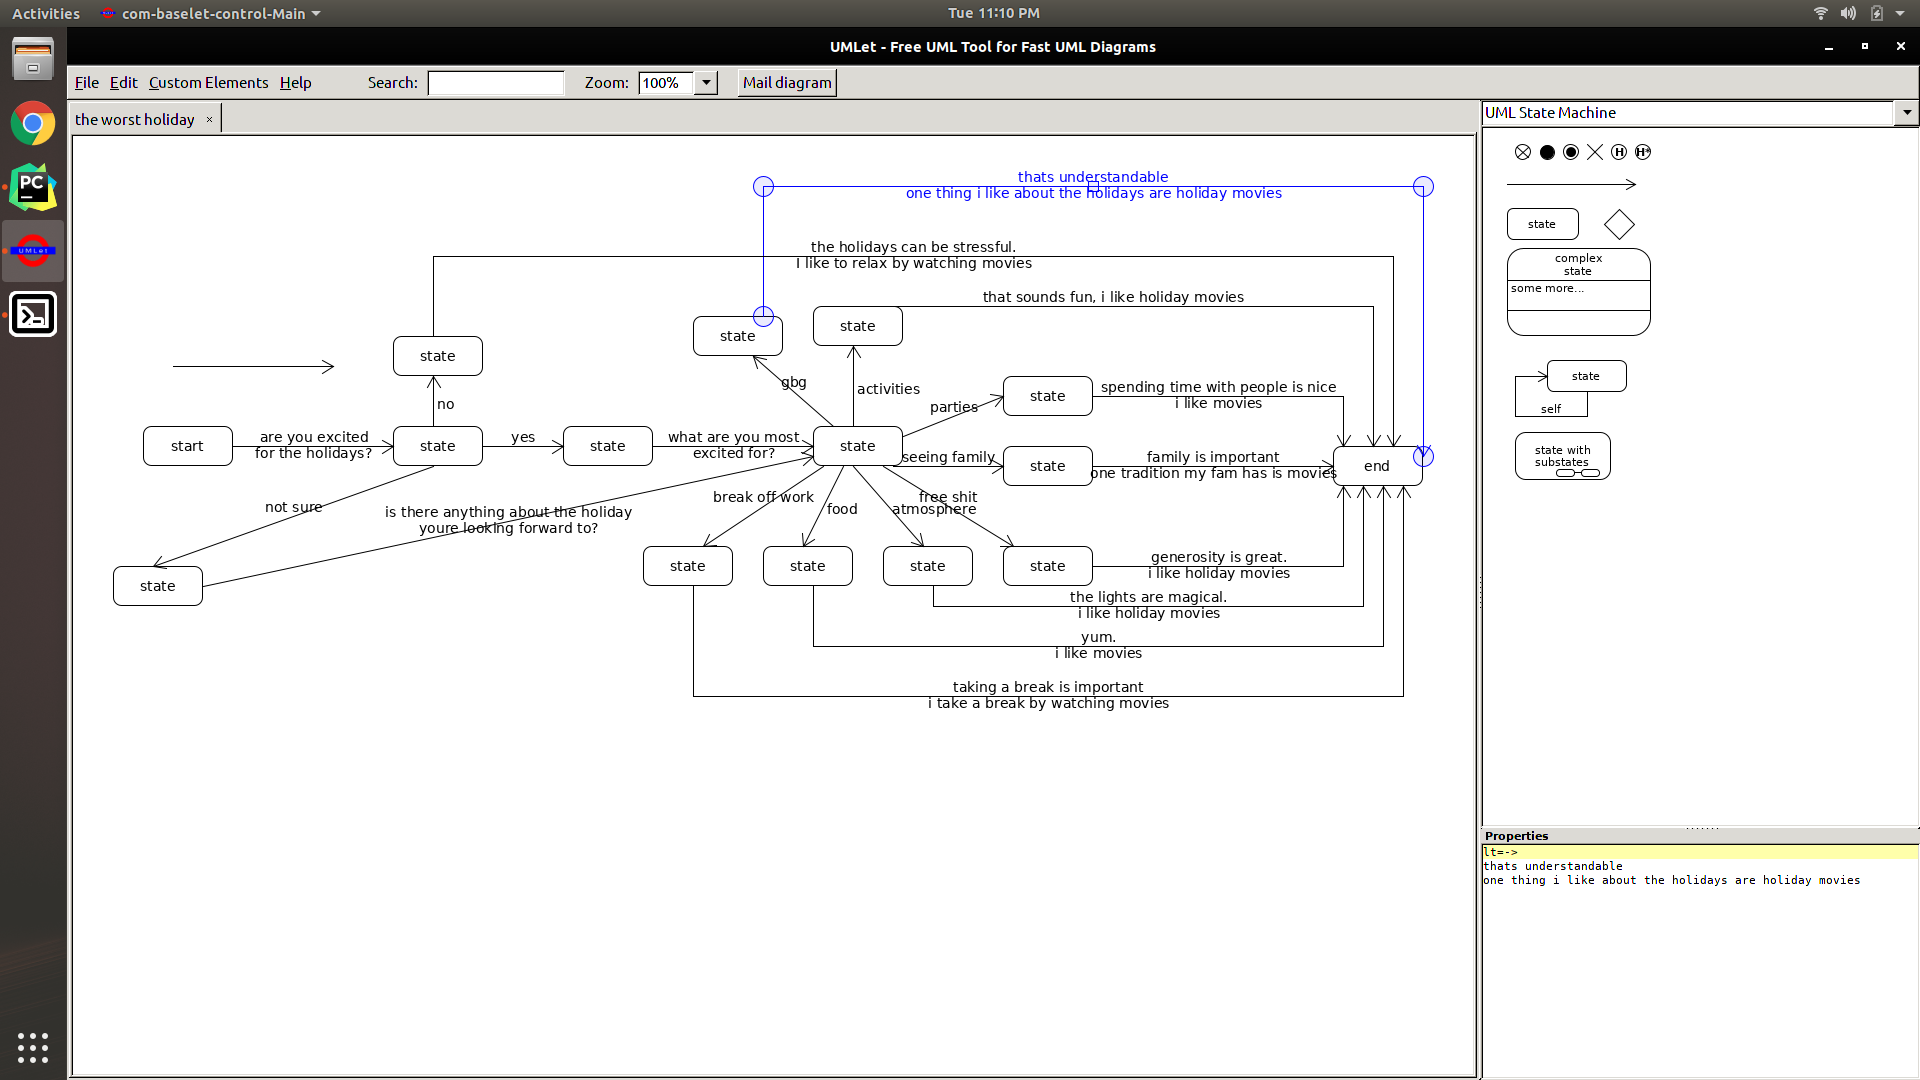 Activities
com-baselet-control-Main
Tue 11:10 PM
UMLet - Free UML Tool for Fast UML Diagrams
File Edit Custom Elements Help
Search:
Zoom: 100%
Mail diagram
the worst holiday ×
PC
UMLet
thats understandable
one thing i like about the holidays are holiday movies
the holidays can be stressful.
I like to relax by watching movies
that sounds fun, i like holiday movies
state
state
state
gbg
activities
no
parties
state
spending time with people is nice
i like movies
start
are you excited
for the holidays?
state
yes
state
what are you most
excited for?
state
seeing family
state
family is important
one tradition my fam has is movies
end
not sure
is there anything about the holiday
youre looking forward to?
break off work
food
free shit
atmosphere
state
state
state
state
state
generosity is great.
i like holiday movies
the lights are magical.
i like holiday movies
yum.
i like movies
taking a break is important
i take a break by watching movies
UML State Machine
H H*
state
complex
state
some more...
state
self
state with
substates
Properties
lt=->
thats understandable
one thing i like about the holidays are holiday movies